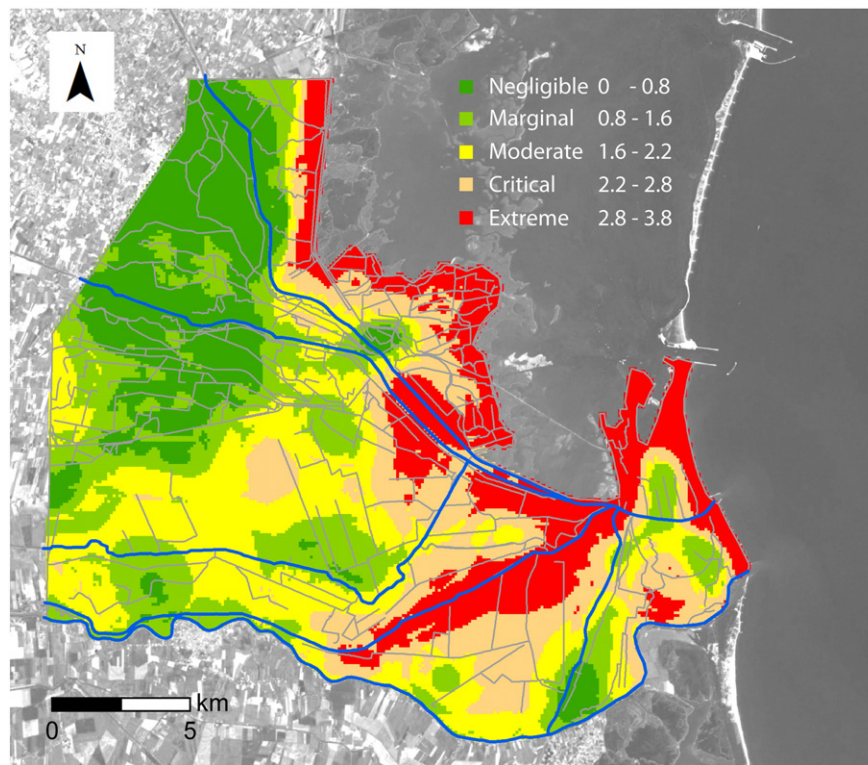 N
Negligible 0 - 0.8
Marginal 0.8 - 1.6
Moderate 1.6 - 2.2
Critical 2.2 - 2.8
Extreme 2.8 - 3.8
km
0 5